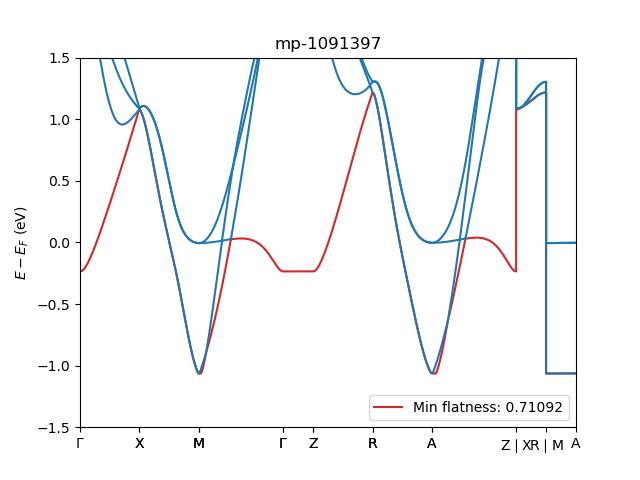 mp-1091397
E − E_F (eV)
1.5
1.0
0.5
0.0
−0.5
−1.0
−1.5
Min flatness: 0.71092
Γ X M Γ Z R A Z | XR | M A